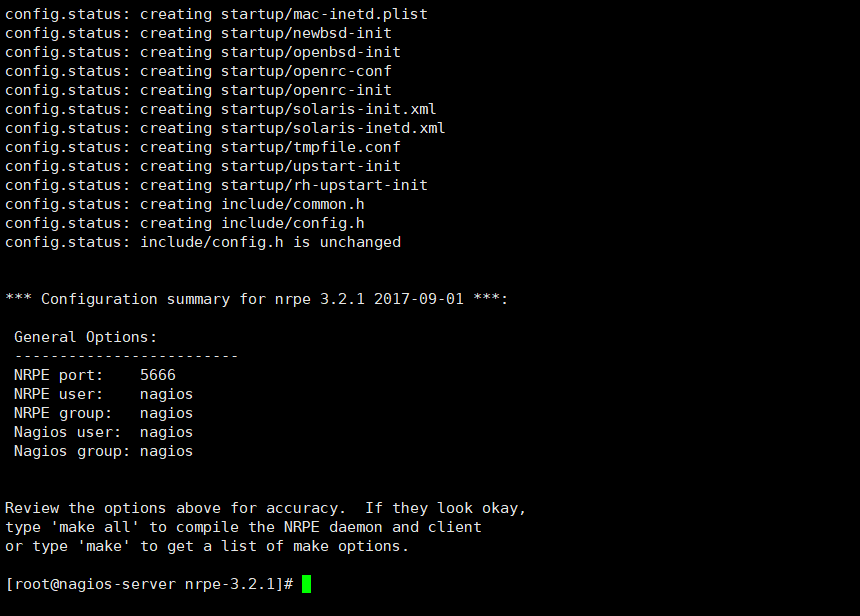 config.status: creating startup/mac-inetd.plist
config.status: creating startup/newbsd-init
config.status: creating startup/openbsd-init
config.status: creating startup/openrc-conf
config.status: creating startup/openrc-init
config.status: creating startup/solaris-init.xml
config.status: creating startup/solaris-inetd.xml
config.status: creating startup/tmpfile.conf
config.status: creating startup/upstart-init
config.status: creating startup/rh-upstart-init
config.status: creating include/common.h
config.status: creating include/config.h
config.status: include/config.h is unchanged
*** Configuration summary for nrpe 3.2.1 2017-09-01 ***:
General Options:
-------------------------
NRPE port:    5666
NRPE user:    nagios
NRPE group:   nagios
Nagios user:  nagios
Nagios group: nagios
Review the options above for accuracy.  If they look okay,
type 'make all' to compile the NRPE daemon and client
or type 'make' to get a list of make options.
[root@nagios-server nrpe-3.2.1]#